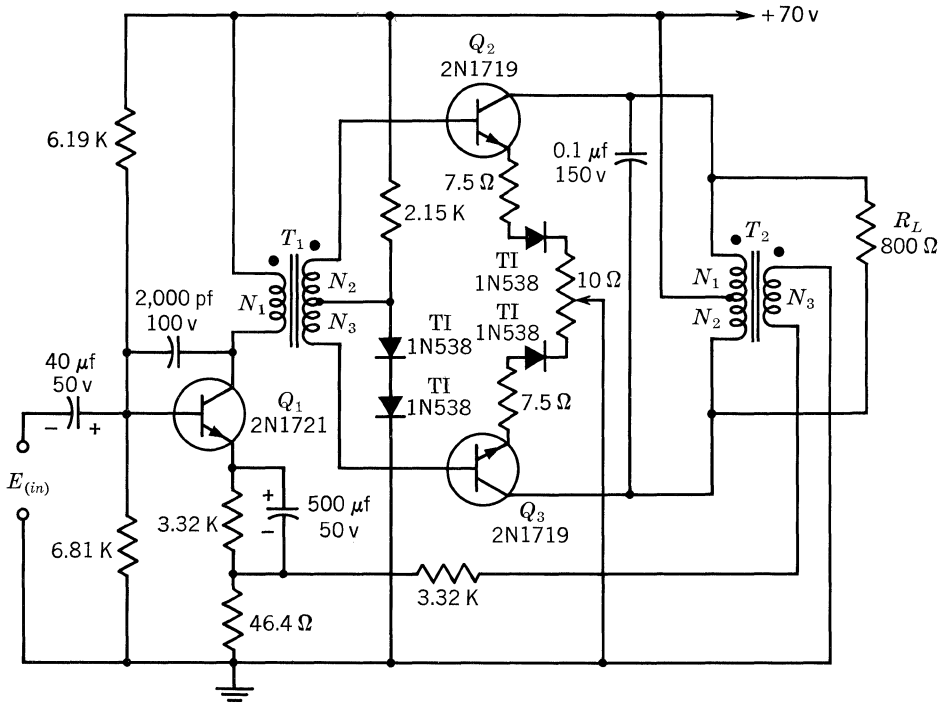 +70v
Q2
2N1719
6.19 K
0.1 μf
150 v
7.5 Ω
2.15 K
RL
800 Ω
T1
T2
N1
N2
N3
TI
1N538
10 Ω
N1
N2
N3
2,000 pf
100 v
TI
1N538
TI
1N538
40 μf
50 v
− +
TI
1N538
7.5 Ω
Q1
2N1721
E(in)
+
−
500 μf
50 v
3.32 K
Q3
2N1719
6.81 K
3.32 K
46.4 Ω